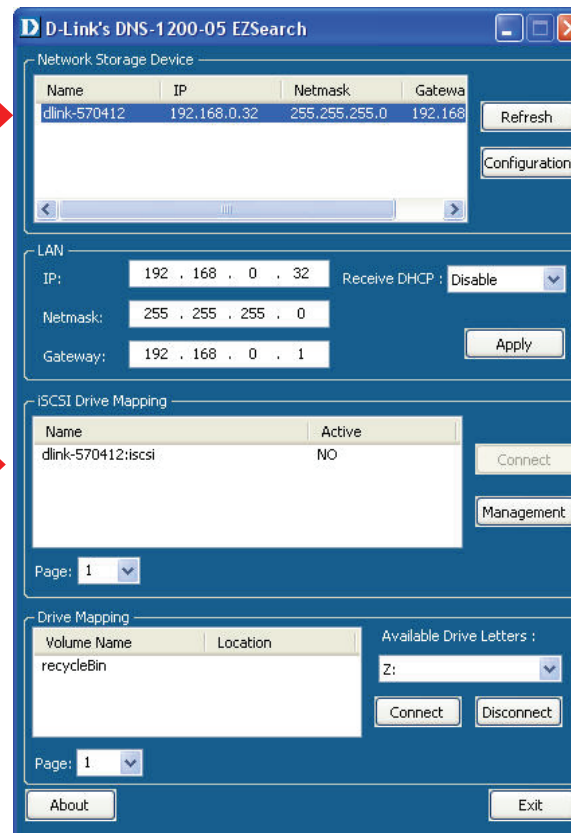 D D-Link's DNS-1200-05 EZSearch
Network Storage Device
Name IP Netmask Gatewa
dlink-570412 192.168.0.32 255.255.255.0 192.168
Refresh
Configuration
LAN
IP: 192 . 168 . 0 . 32 Receive DHCP : Disable
Netmask: 255 . 255 . 255 . 0
Gateway: 192 . 168 . 0 . 1 Apply
iSCSI Drive Mapping
Name Active
dlink-570412:iscsi NO
Connect
Management
Page: 1
Drive Mapping
Volume Name Location
recycleBin
Available Drive Letters :
Z:
Connect Disconnect
Page: 1
About Exit